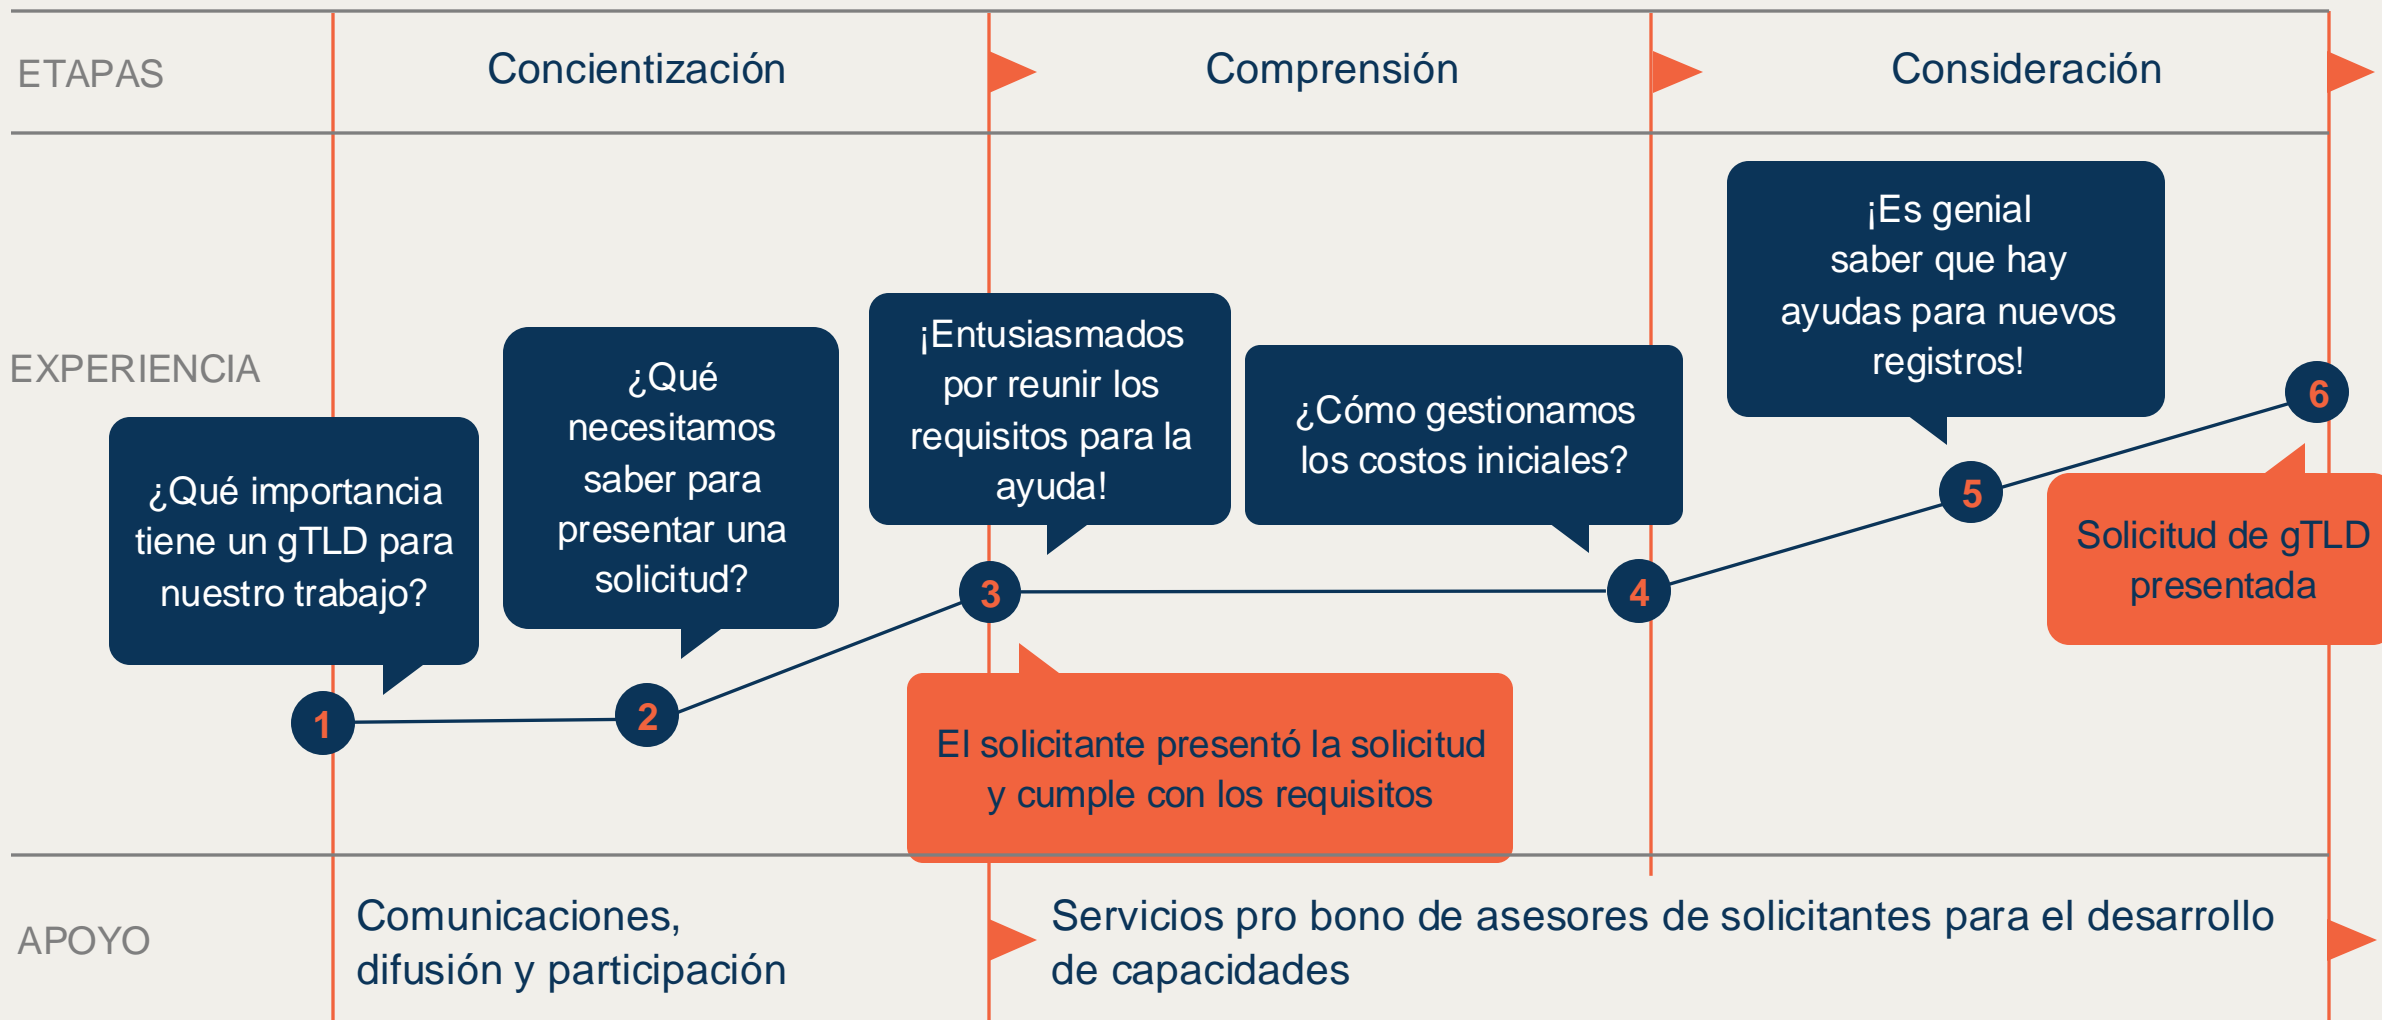 ETAPAS
Concientización
Comprensión
Consideración
EXPERIENCIA
¿Qué importancia
tiene un gTLD para
nuestro trabajo?
¿Qué
necesitamos
saber para
presentar una
solicitud?
¡Entusiasmados
por reunir los
requisitos para la
ayuda!
¿Cómo gestionamos
los costos iniciales?
¡Es genial
saber que hay
ayudas para nuevos
registros!
1
2
3
4
5
6
El solicitante presentó la solicitud
y cumple con los requisitos
Solicitud de gTLD
presentada
APOYO
Comunicaciones,
difusión y participación
Servicios pro bono de asesores de solicitantes para el desarrollo
de capacidades